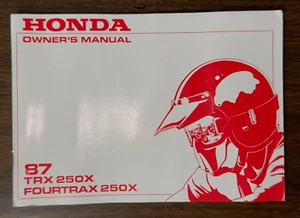 HONDA
OWNER'S MANUAL
87
TRX 250X
FOURTRAX 250X